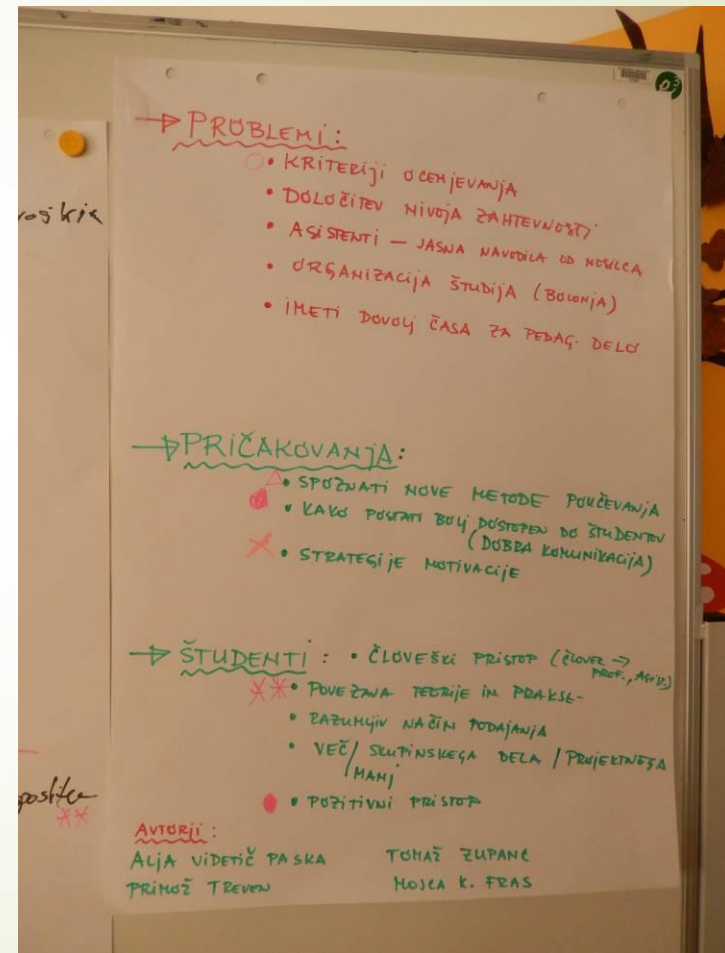 → PROBLEMI:
• KRITERIJI OCENJEVANJA
• DOLOČITEV NIVOJA ZAHTEVNOSTI
• ASISTENTI — JASNA NAVODILA OD NOSILCA
• ORGANIZACIJA ŠTUDIJA (BOLONJA)
• IMETI DOVOLJ ČASA ZA PEDAG. DELO
→ PRIČAKOVANJA:
• SPOZNATI NOVE METODE POUČEVANJA
• KAKO POSTATI BOLJ DOSTOPEN DO ŠTUDENTOV
(DOBRA KOMUNIKACIJA)
• STRATEGIJE MOTIVACIJE
→ ŠTUDENTI: • ČLOVEŠKI PRISTOP (ČLOVEK →
PROF., ASIST.)
• POVEZAVA TEORIJE IN PRAKSE
• RAZUMLJIV NAČIN PODAJANJA
• VEČ / SKUPINSKEGA DELA / PROJEKTNEGA
/ MANJ
• POZITIVNI PRISTOP
AVTORJI:
ALJA VIDETIČ PASKA TOMAŽ ZUPANC
PRIMOŽ TREVEN MOJCA K. FRAS